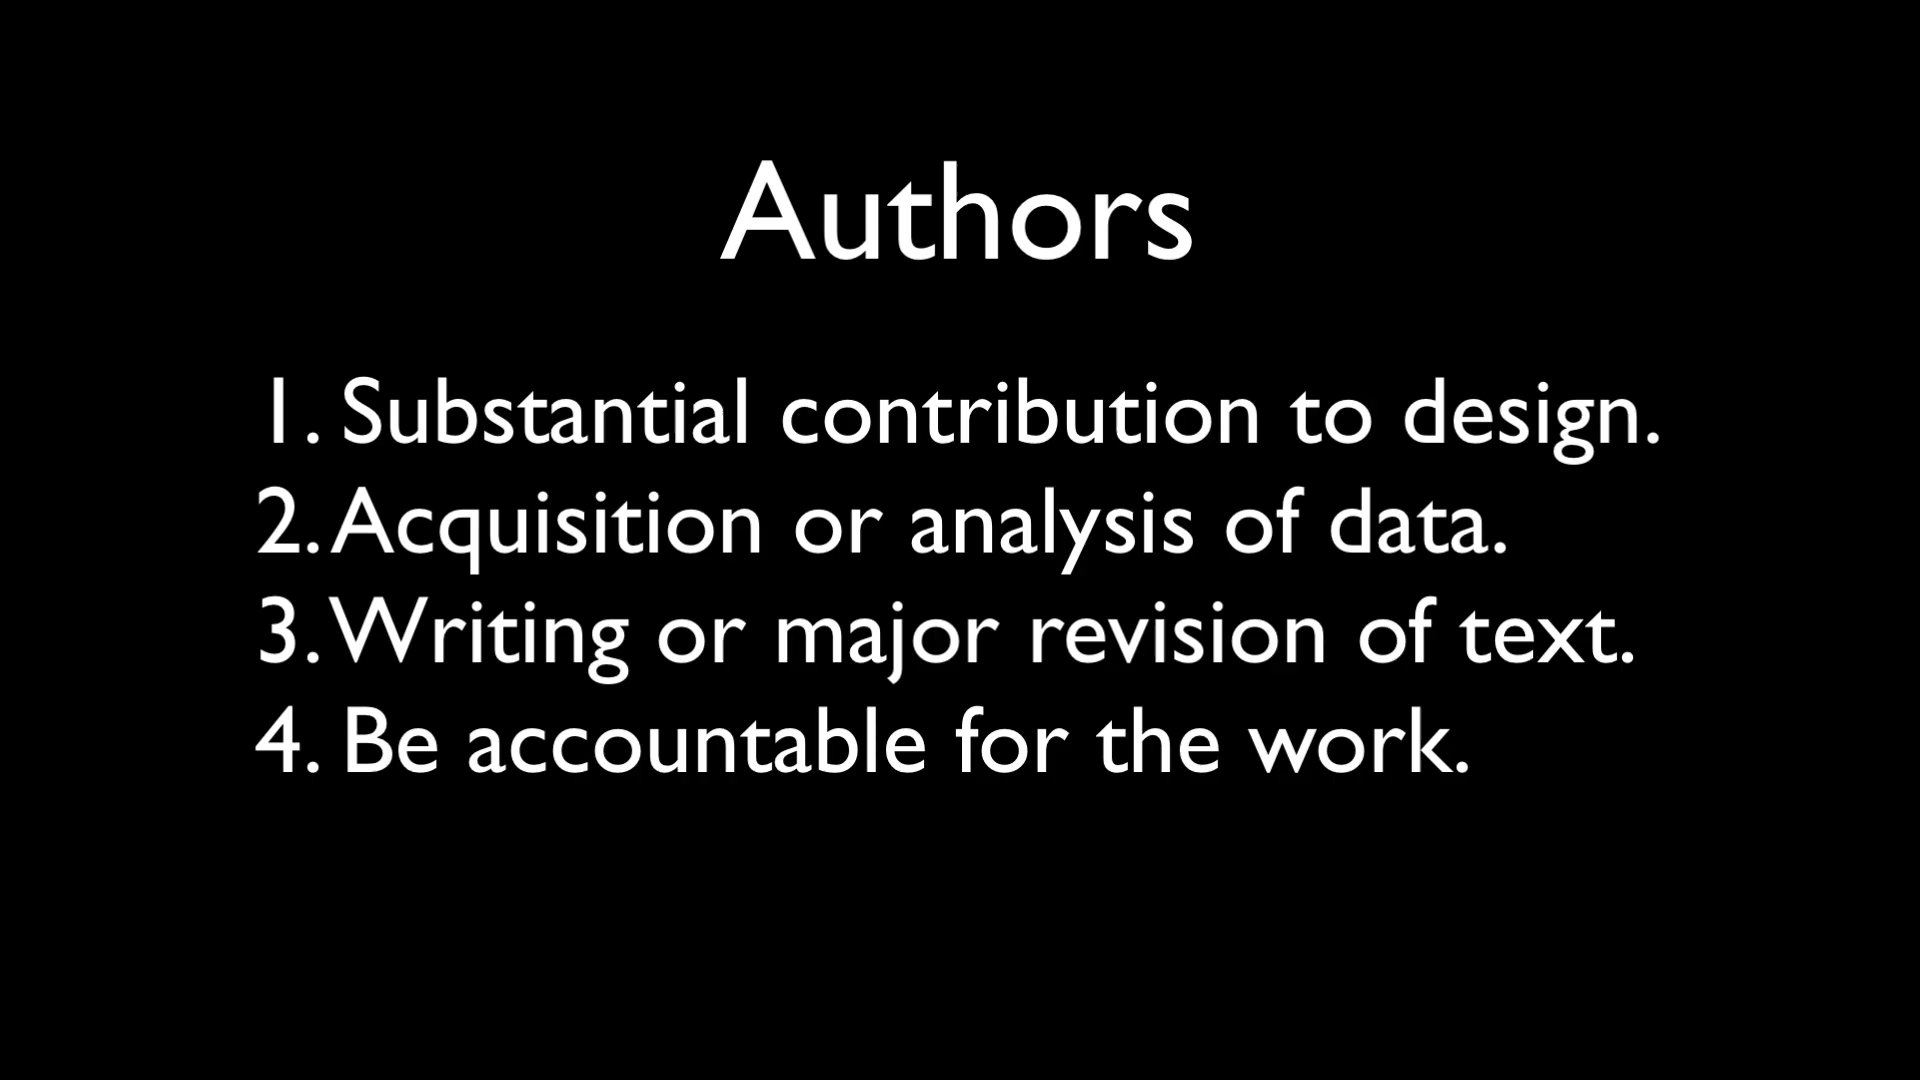 Authors
1. Substantial contribution to design.
2. Acquisition or analysis of data.
3. Writing or major revision of text.
4. Be accountable for the work.